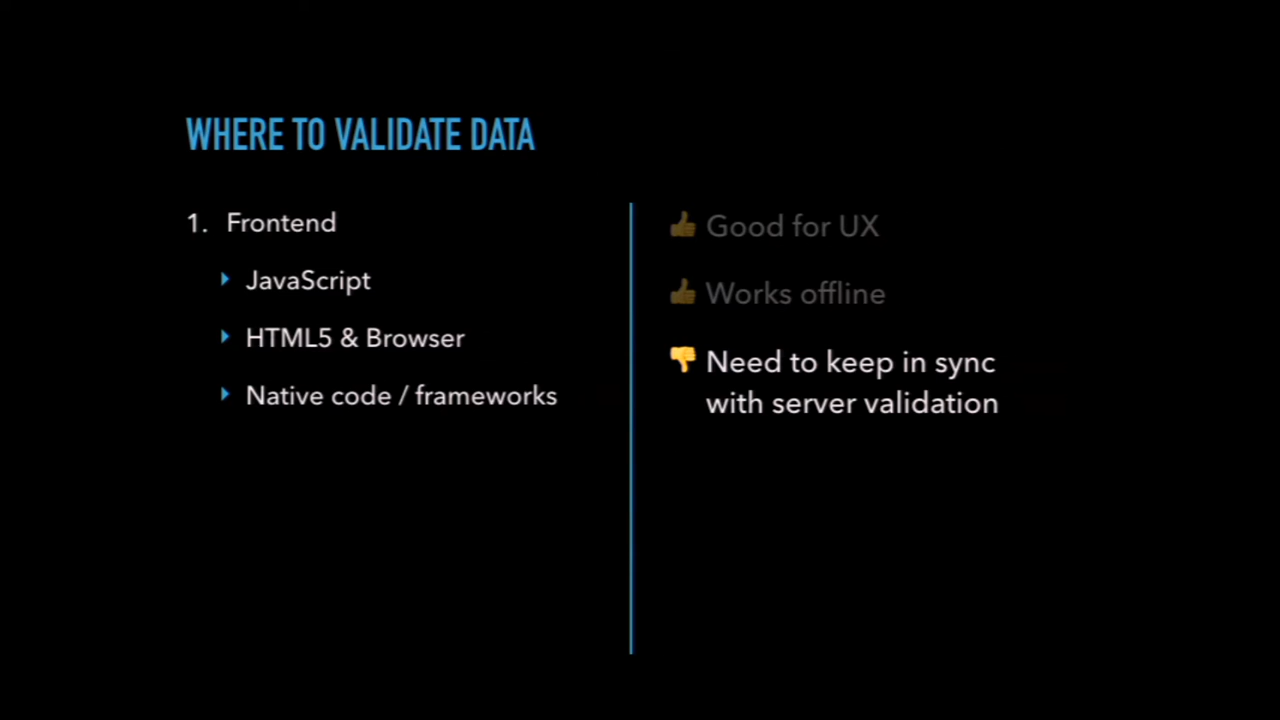 WHERE TO VALIDATE DATA
1. Frontend
JavaScript
HTML5 & Browser
Native code / frameworks
👍 Good for UX
👍 Works offline
👎 Need to keep in sync
with server validation